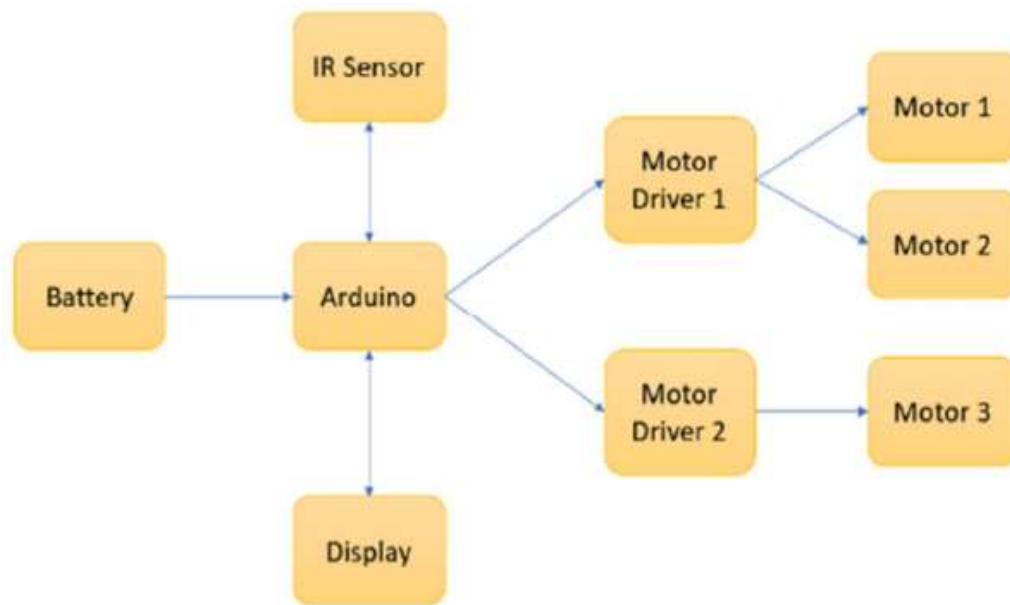 IR Sensor
Motor 1
Motor
Driver 1
Motor 2
Battery
Arduino
Motor
Driver 2
Motor 3
Display